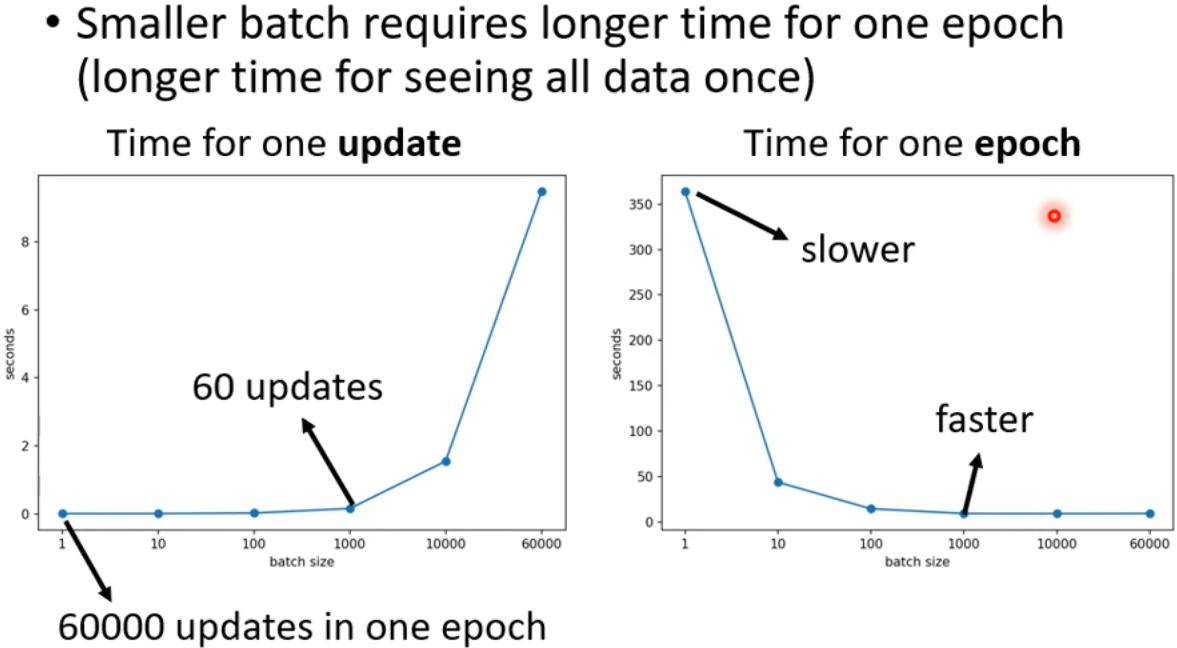 • Smaller batch requires longer time for one epoch
(longer time for seeing all data once)
Time for one update
8
6
4
2
0
seconds
1 10 100 1000 10000 60000
batch size
60 updates
60000 updates in one epoch
Time for one epoch
350
300
250
200
150
100
50
0
seconds
1 10 100 1000 10000 60000
batch size
slower
faster